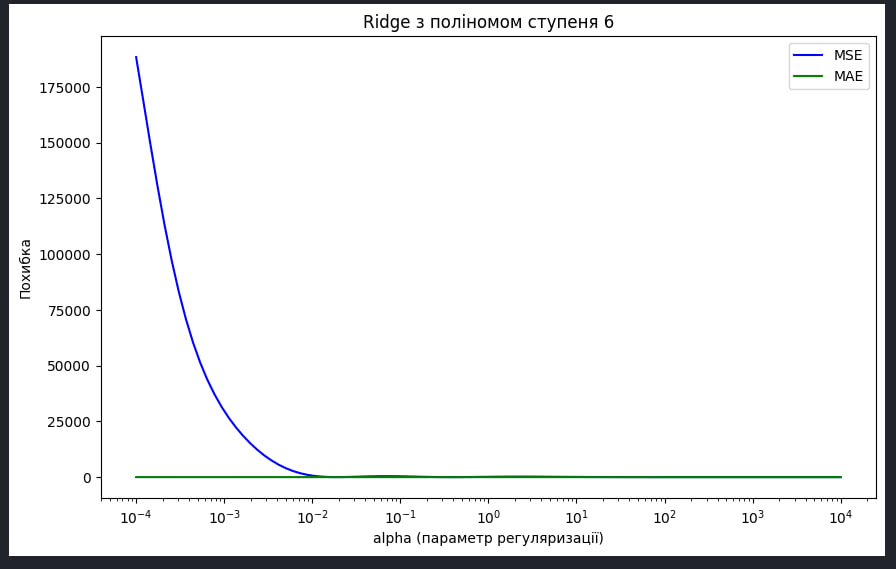 Ridge з поліномом ступеня 6
MSE
MAE
175000
150000
125000
100000
75000
50000
25000
0
Похибка
10⁻⁴ 10⁻³ 10⁻² 10⁻¹ 10⁰ 10¹ 10² 10³ 10⁴
alpha (параметр регуляризації)